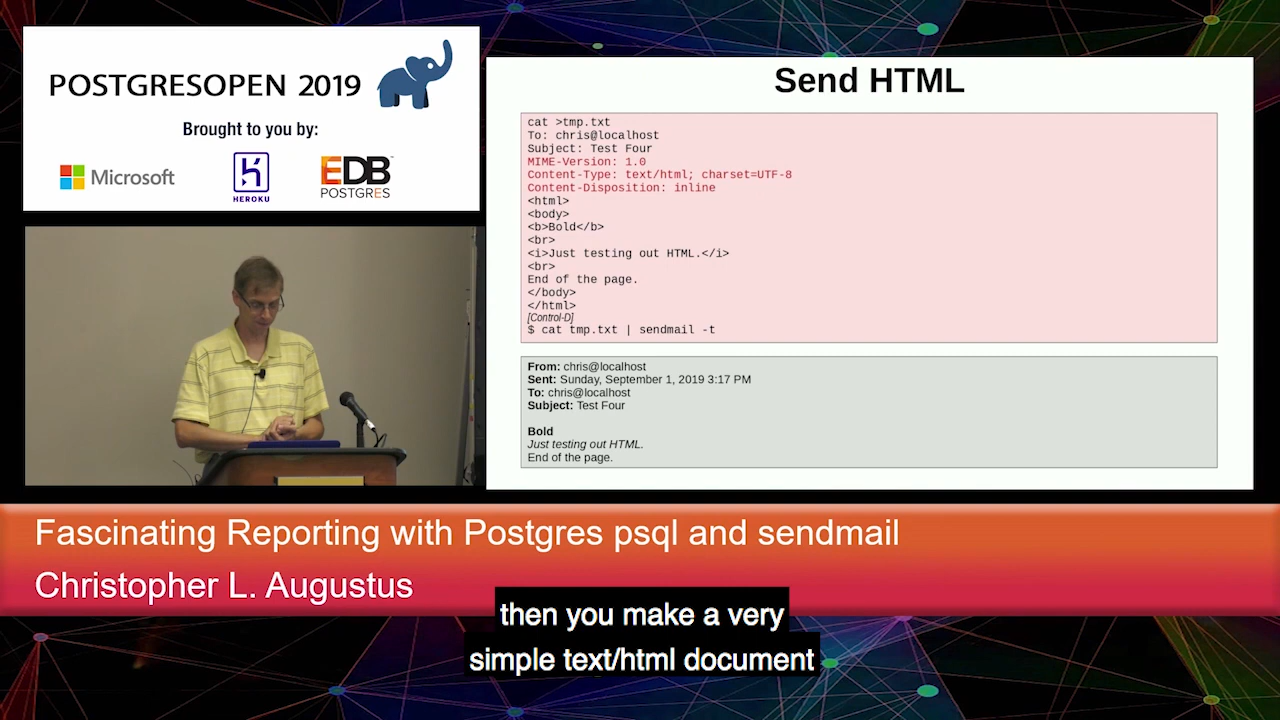 POSTGRESOPEN 2019
Brought to you by:
Microsoft
HEROKU
EDB
POSTGRES
Send HTML
cat >tmp.txt
To: chris@localhost
Subject: Test Four
MIME-Version: 1.0
Content-Type: text/html; charset=UTF-8
Content-Disposition: inline
<html>
<body>
<b>Bold</b>
<br>
<i>Just testing out HTML.</i>
<br>
End of the page.
</body>
</html>
[Control-D]
$ cat tmp.txt | sendmail -t
From: chris@localhost
Sent: Sunday, September 1, 2019 3:17 PM
To: chris@localhost
Subject: Test Four
Bold
Just testing out HTML.
End of the page.
Fascinating Reporting with Postgres psql and sendmail
Christopher L. Augustus
then you make a very
simple text/html document